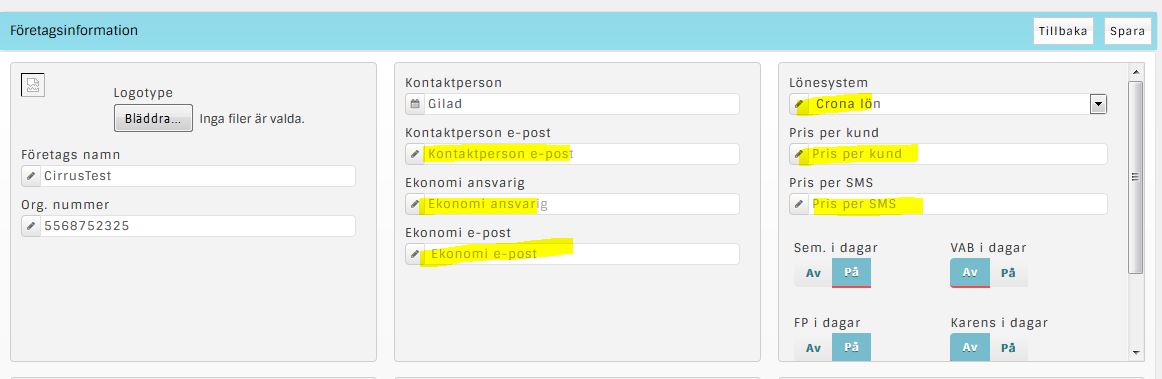 Företagsinformation
Tillbaka
Spara
Logotype
Bläddra... Inga filer är valda.
Företags namn
CirrusTest
Org. nummer
5568752325
Kontaktperson
Gilad
Kontaktperson e-post
Kontaktperson e-post
Ekonomi ansvarig
Ekonomi ansvarig
Ekonomi e-post
Ekonomi e-post
Lönesystem
Crona lön
Pris per kund
Pris per kund
Pris per SMS
Pris per SMS
Sem. i dagar
Av På
VAB i dagar
Av På
FP i dagar
Av På
Karens i dagar
Av På